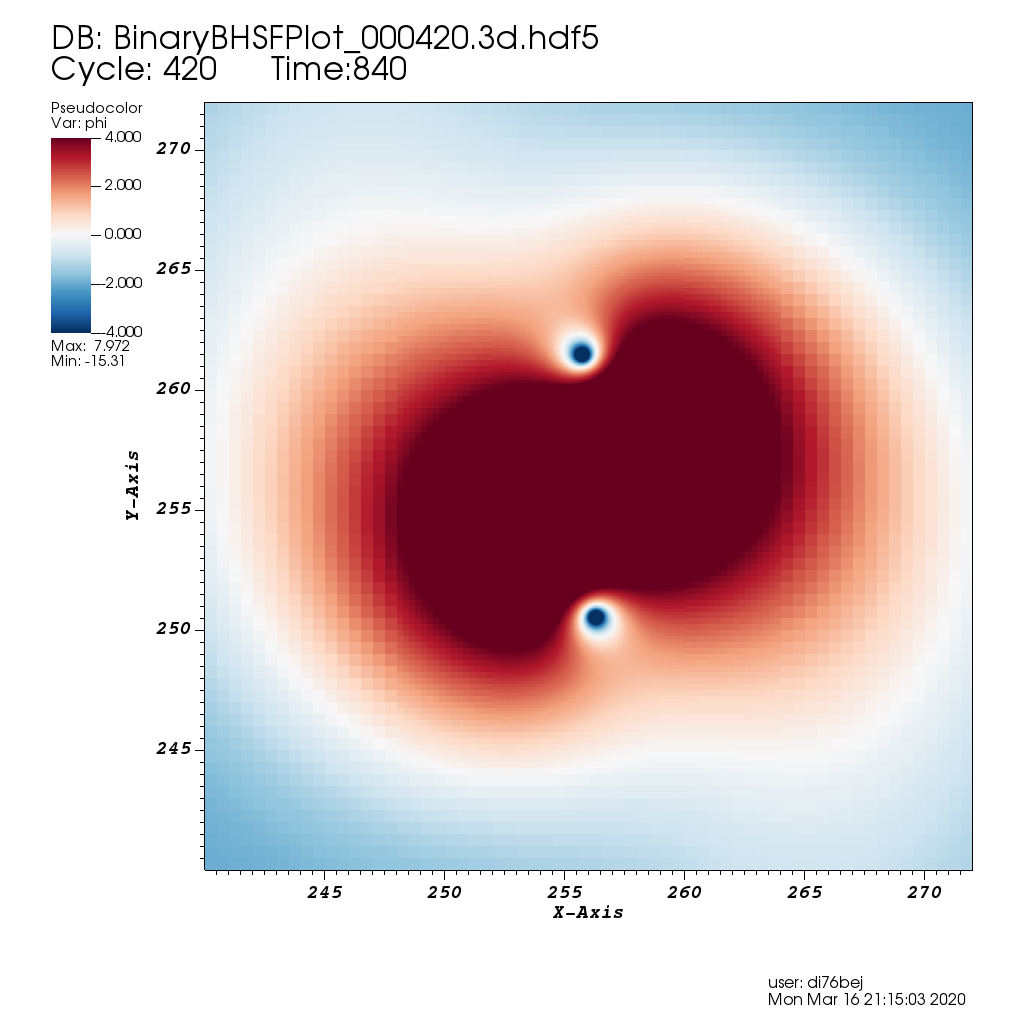 DB: BinaryBHSFPlot_000420.3d.hdf5
Cycle: 420 Time:840
Pseudocolor
Var: phi
4.000
2.000
0.000
-2.000
-4.000
Max: 7.972
Min: -15.31
270
265
260
255
250
245
Y-Axis
245 250 255 260 265 270
X-Axis
user: di76bej
Mon Mar 16 21:15:03 2020